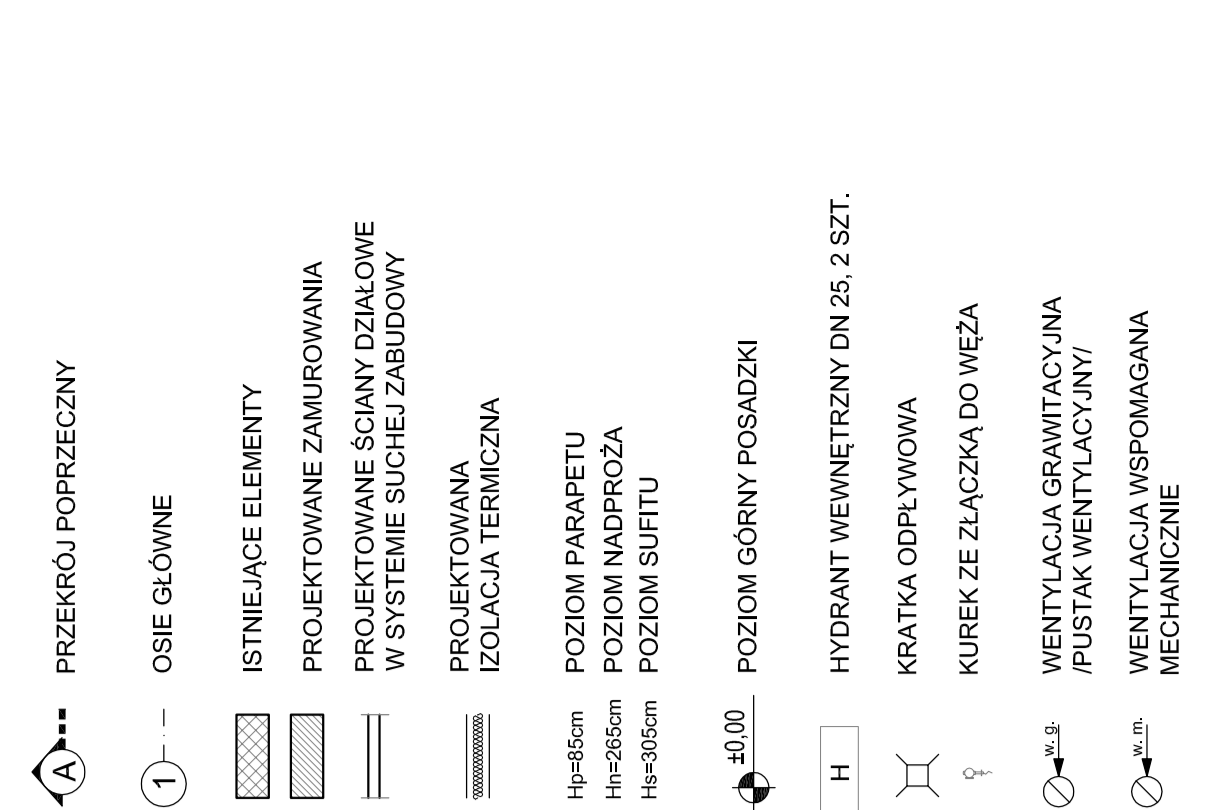 A PRZEKRÓJ POPRZECZNY
1 OSIE GŁÓWNE
ISTNIEJĄCE ELEMENTY
PROJEKTOWANE ZAMUROWANIA
PROJEKTOWANE ŚCIANY DZIAŁOWE
W SYSTEMIE SUCHEJ ZABUDOWY
PROJEKTOWANA
IZOLACJA TERMICZNA
Hp=85cm POZIOM PARAPETU
Hn=265cm POZIOM NADPROŻA
Hs=305cm POZIOM SUFITU
±0,00 POZIOM GÓRNY POSADZKI
H HYDRANT WEWNĘTRZNY DN 25, 2 SZT.
KRATKA ODPŁYWOWA
KUREK ZE ZŁĄCZKĄ DO WĘŻA
w. g. WENTYLACJA GRAWITACYJNA
/PUSTAK WENTYLACYJNY/
w. m. WENTYLACJA WSPOMAGANA
MECHANICZNIE